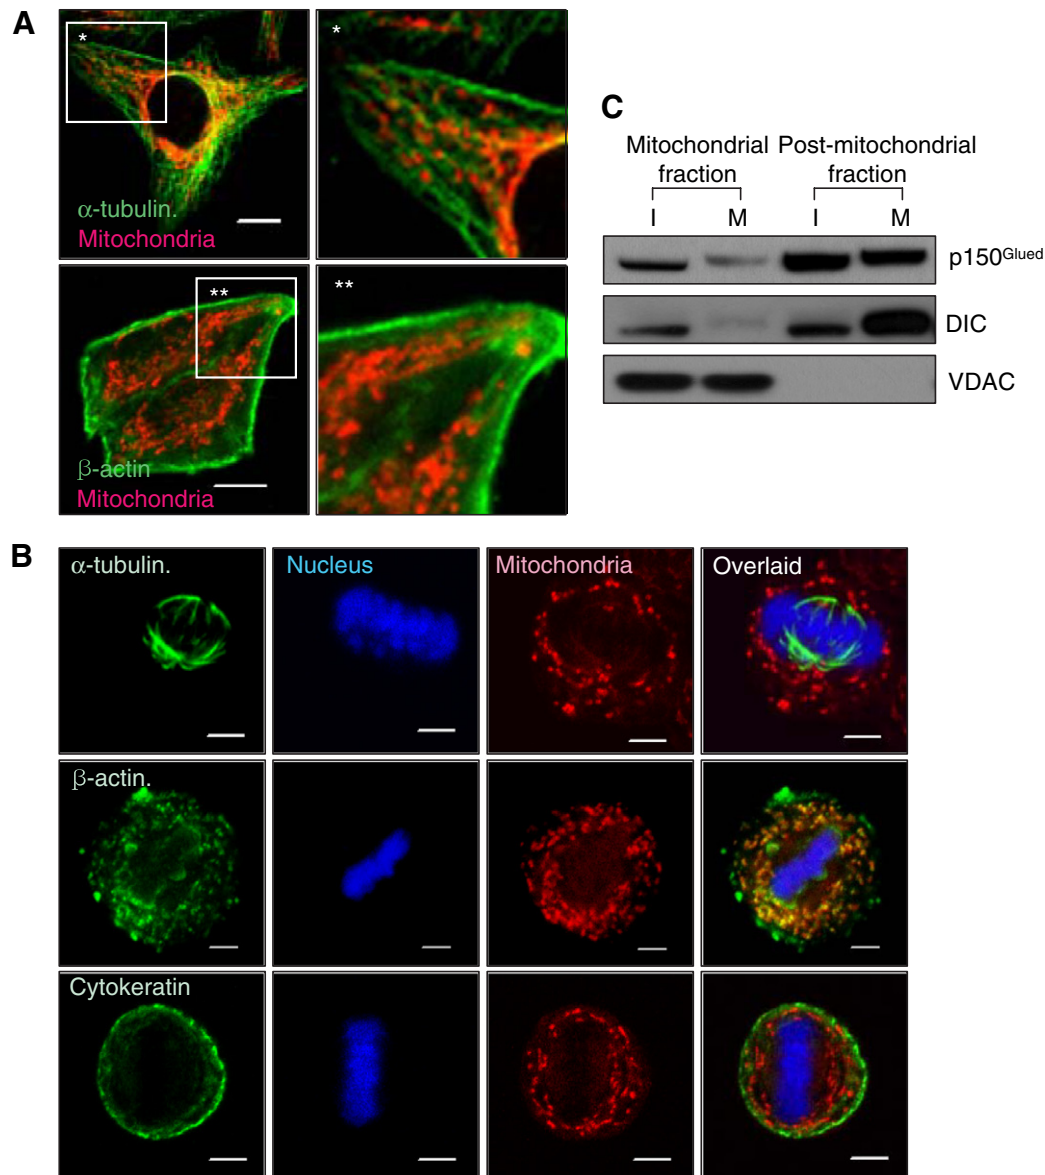 A
*
*
α-tubulin.
Mitochondria
**
**
β-actin
Mitochondria
C
Mitochondrial Post-mitochondrial
fraction fraction
I M I M
p150Glued
DIC
VDAC
B
α-tubulin. Nucleus Mitochondria Overlaid
β-actin.
Cytokeratin